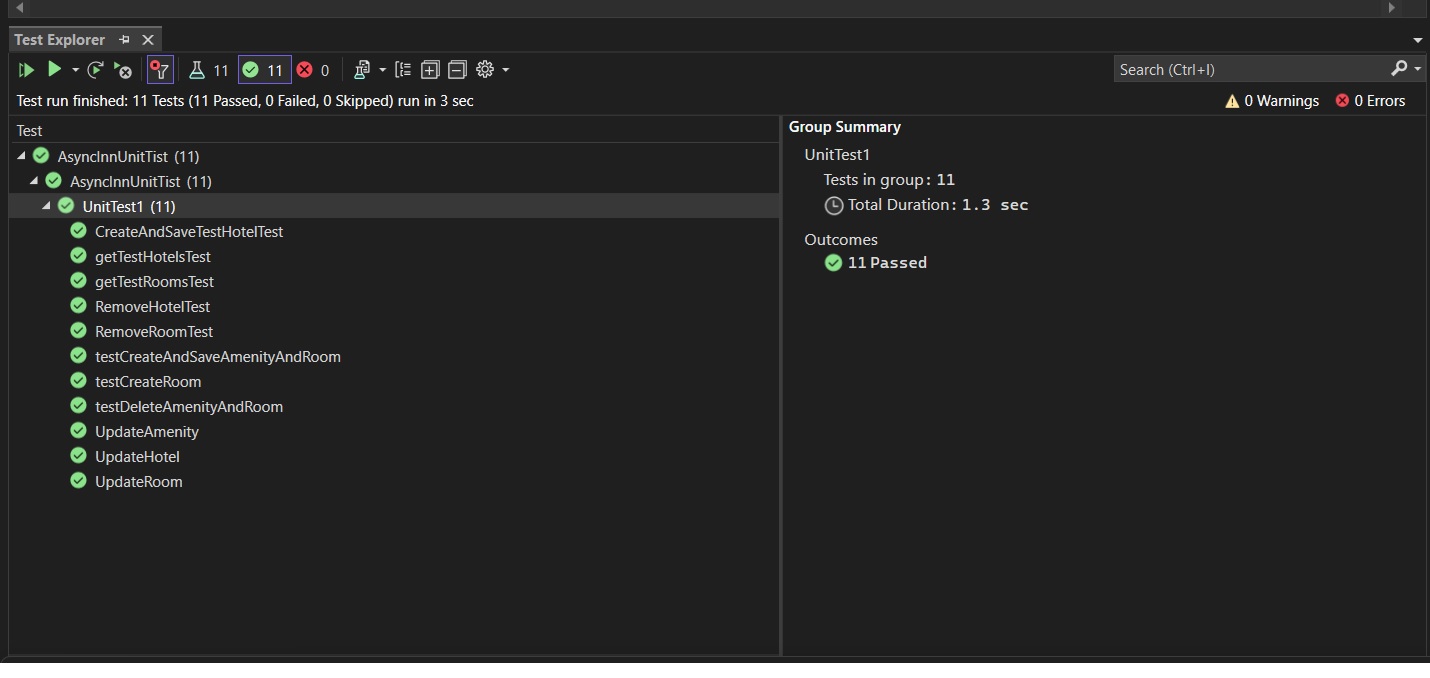 Test Explorer
11 11 0
Search (Ctrl+I)
Test run finished: 11 Tests (11 Passed, 0 Failed, 0 Skipped) run in 3 sec
0 Warnings 0 Errors
Test
AsyncInnUnitTist (11)
AsyncInnUnitTist (11)
UnitTest1 (11)
CreateAndSaveTestHotelTest
getTestHotelsTest
getTestRoomsTest
RemoveHotelTest
RemoveRoomTest
testCreateAndSaveAmenityAndRoom
testCreateRoom
testDeleteAmenityAndRoom
UpdateAmenity
UpdateHotel
UpdateRoom
Group Summary
UnitTest1
Tests in group: 11
Total Duration: 1.3 sec
Outcomes
11 Passed